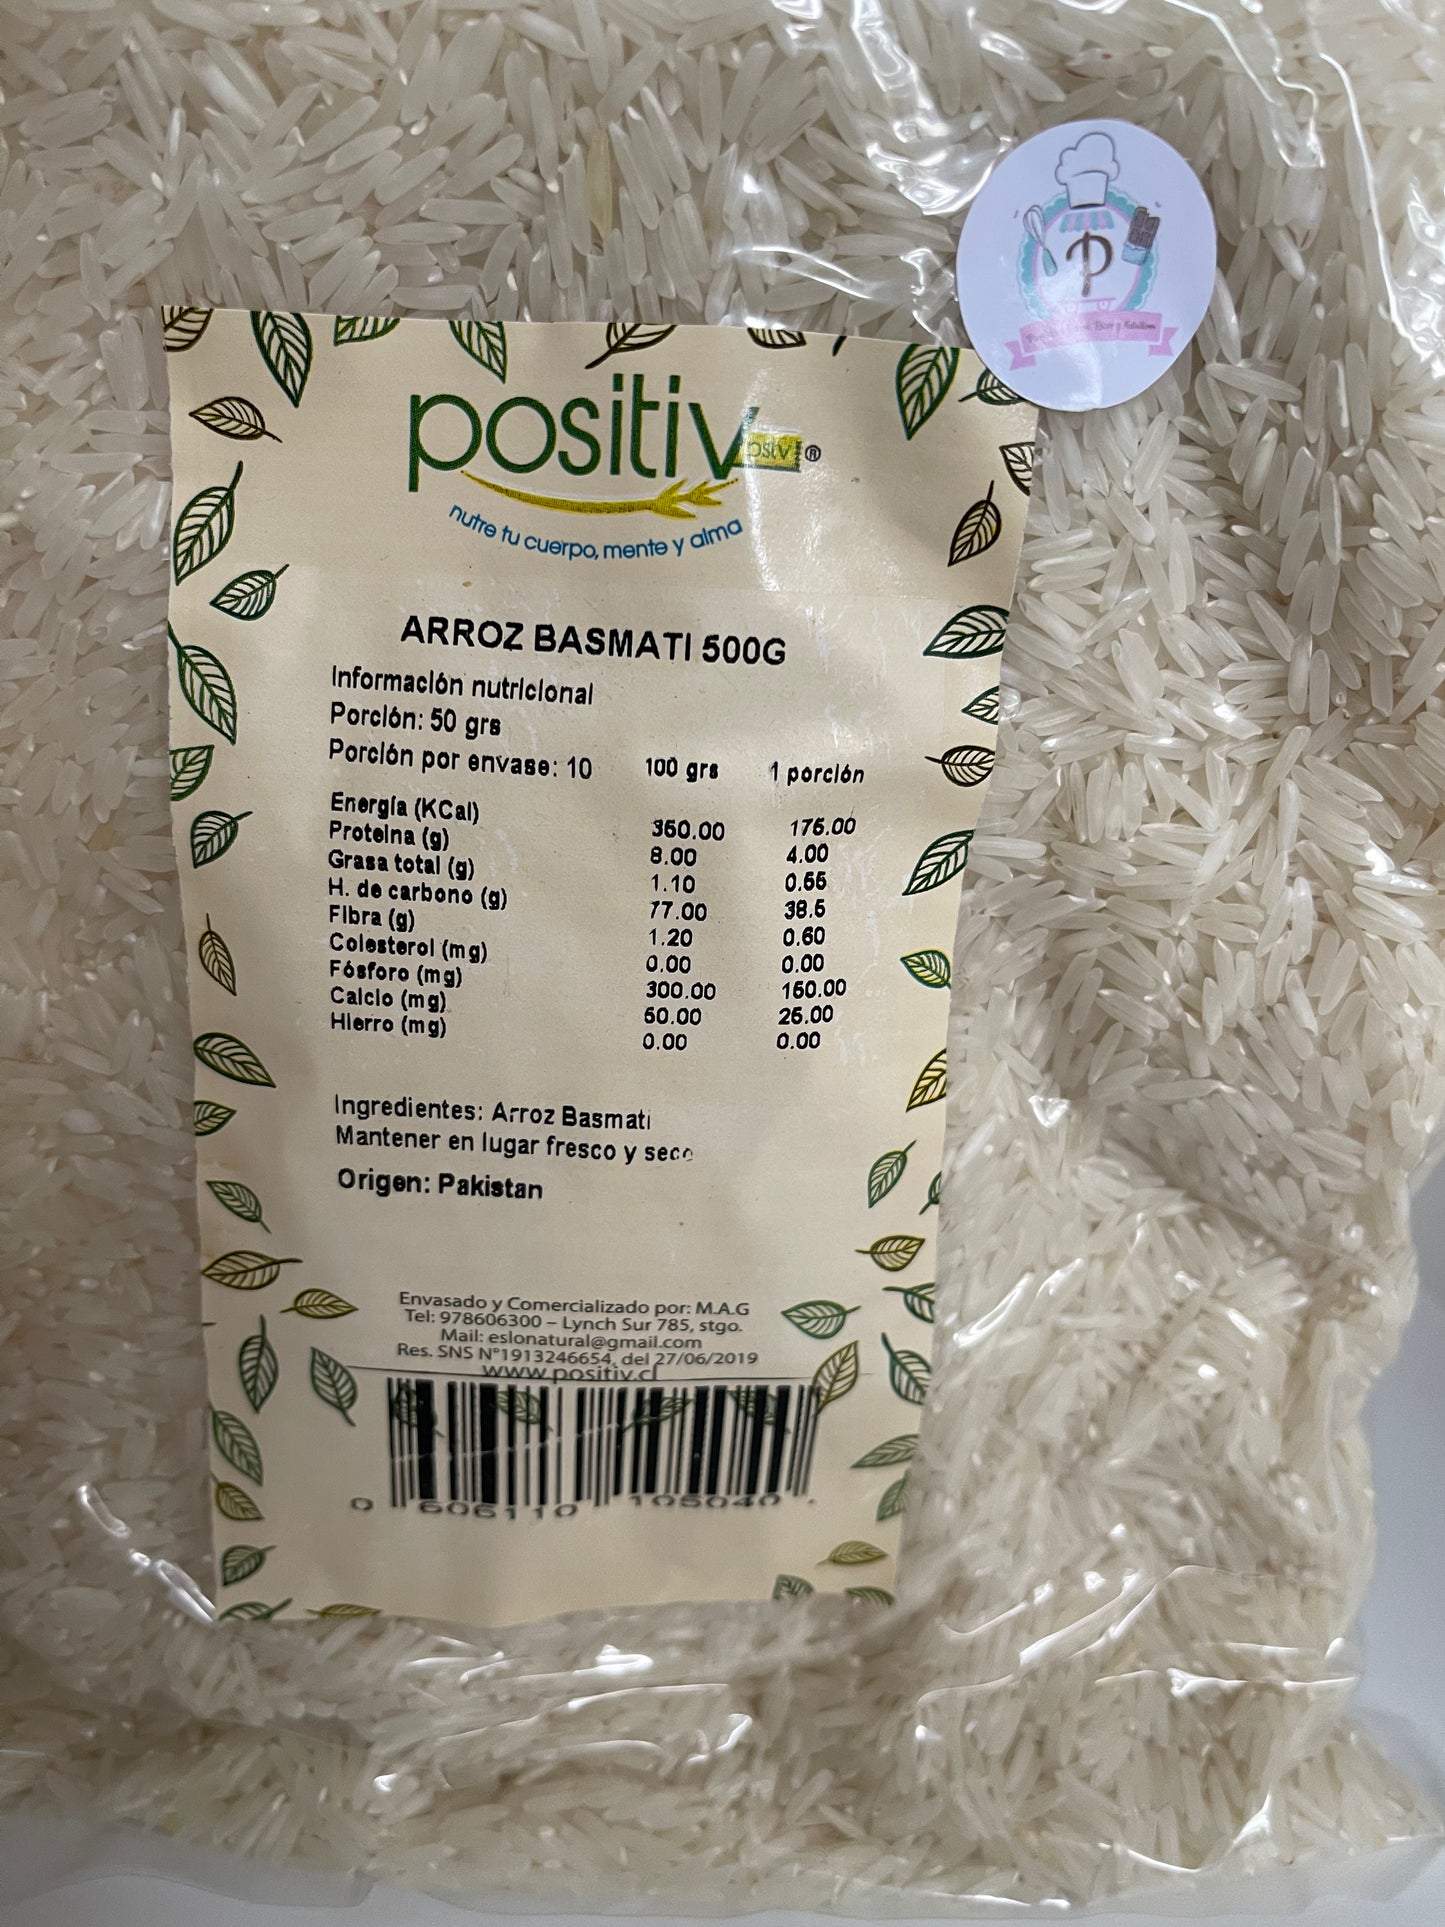 P
positiv
positiv®
nutre tu cuerpo, mente y alma
ARROZ BASMATI 500G
Información nutricional
Porción: 50 grs
Porción por envase: 10 100 grs 1 porción
Energía (KCal) 350.00 175.00
Proteina (g) 8.00 4.00
Grasa total (g) 1.10 0.55
H. de carbono (g) 77.00 38.5
Fibra (g) 1.20 0.60
Colesterol (mg) 0.00 0.00
Fósforo (mg) 300.00 150.00
Calcio (mg) 50.00 25.00
Hierro (mg) 0.00 0.00
Ingredientes: Arroz Basmati
Mantener en lugar fresco y seco
Origen: Pakistan
Envasado y Comercializado por: M.A.G
Tel: 978606300 – Lynch Sur 785, stgo.
Mail: eslonatural@gmail.com
Res. SNS N°1913246654, del 27/06/2019
www.positiv.cl
0 606110 105040